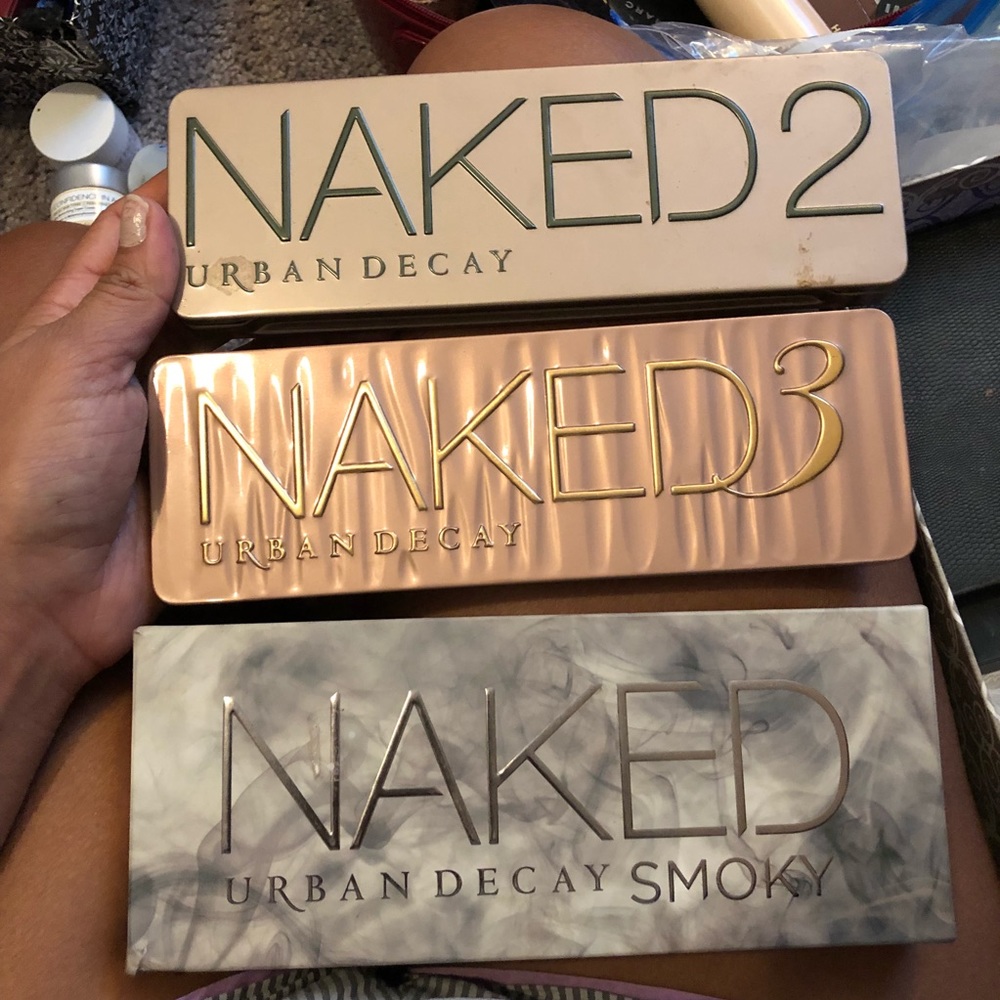 NAKED2
URBAN DECAY
NAKED3
URBAN DECAY
NAKED
URBAN DECAY SMOKY